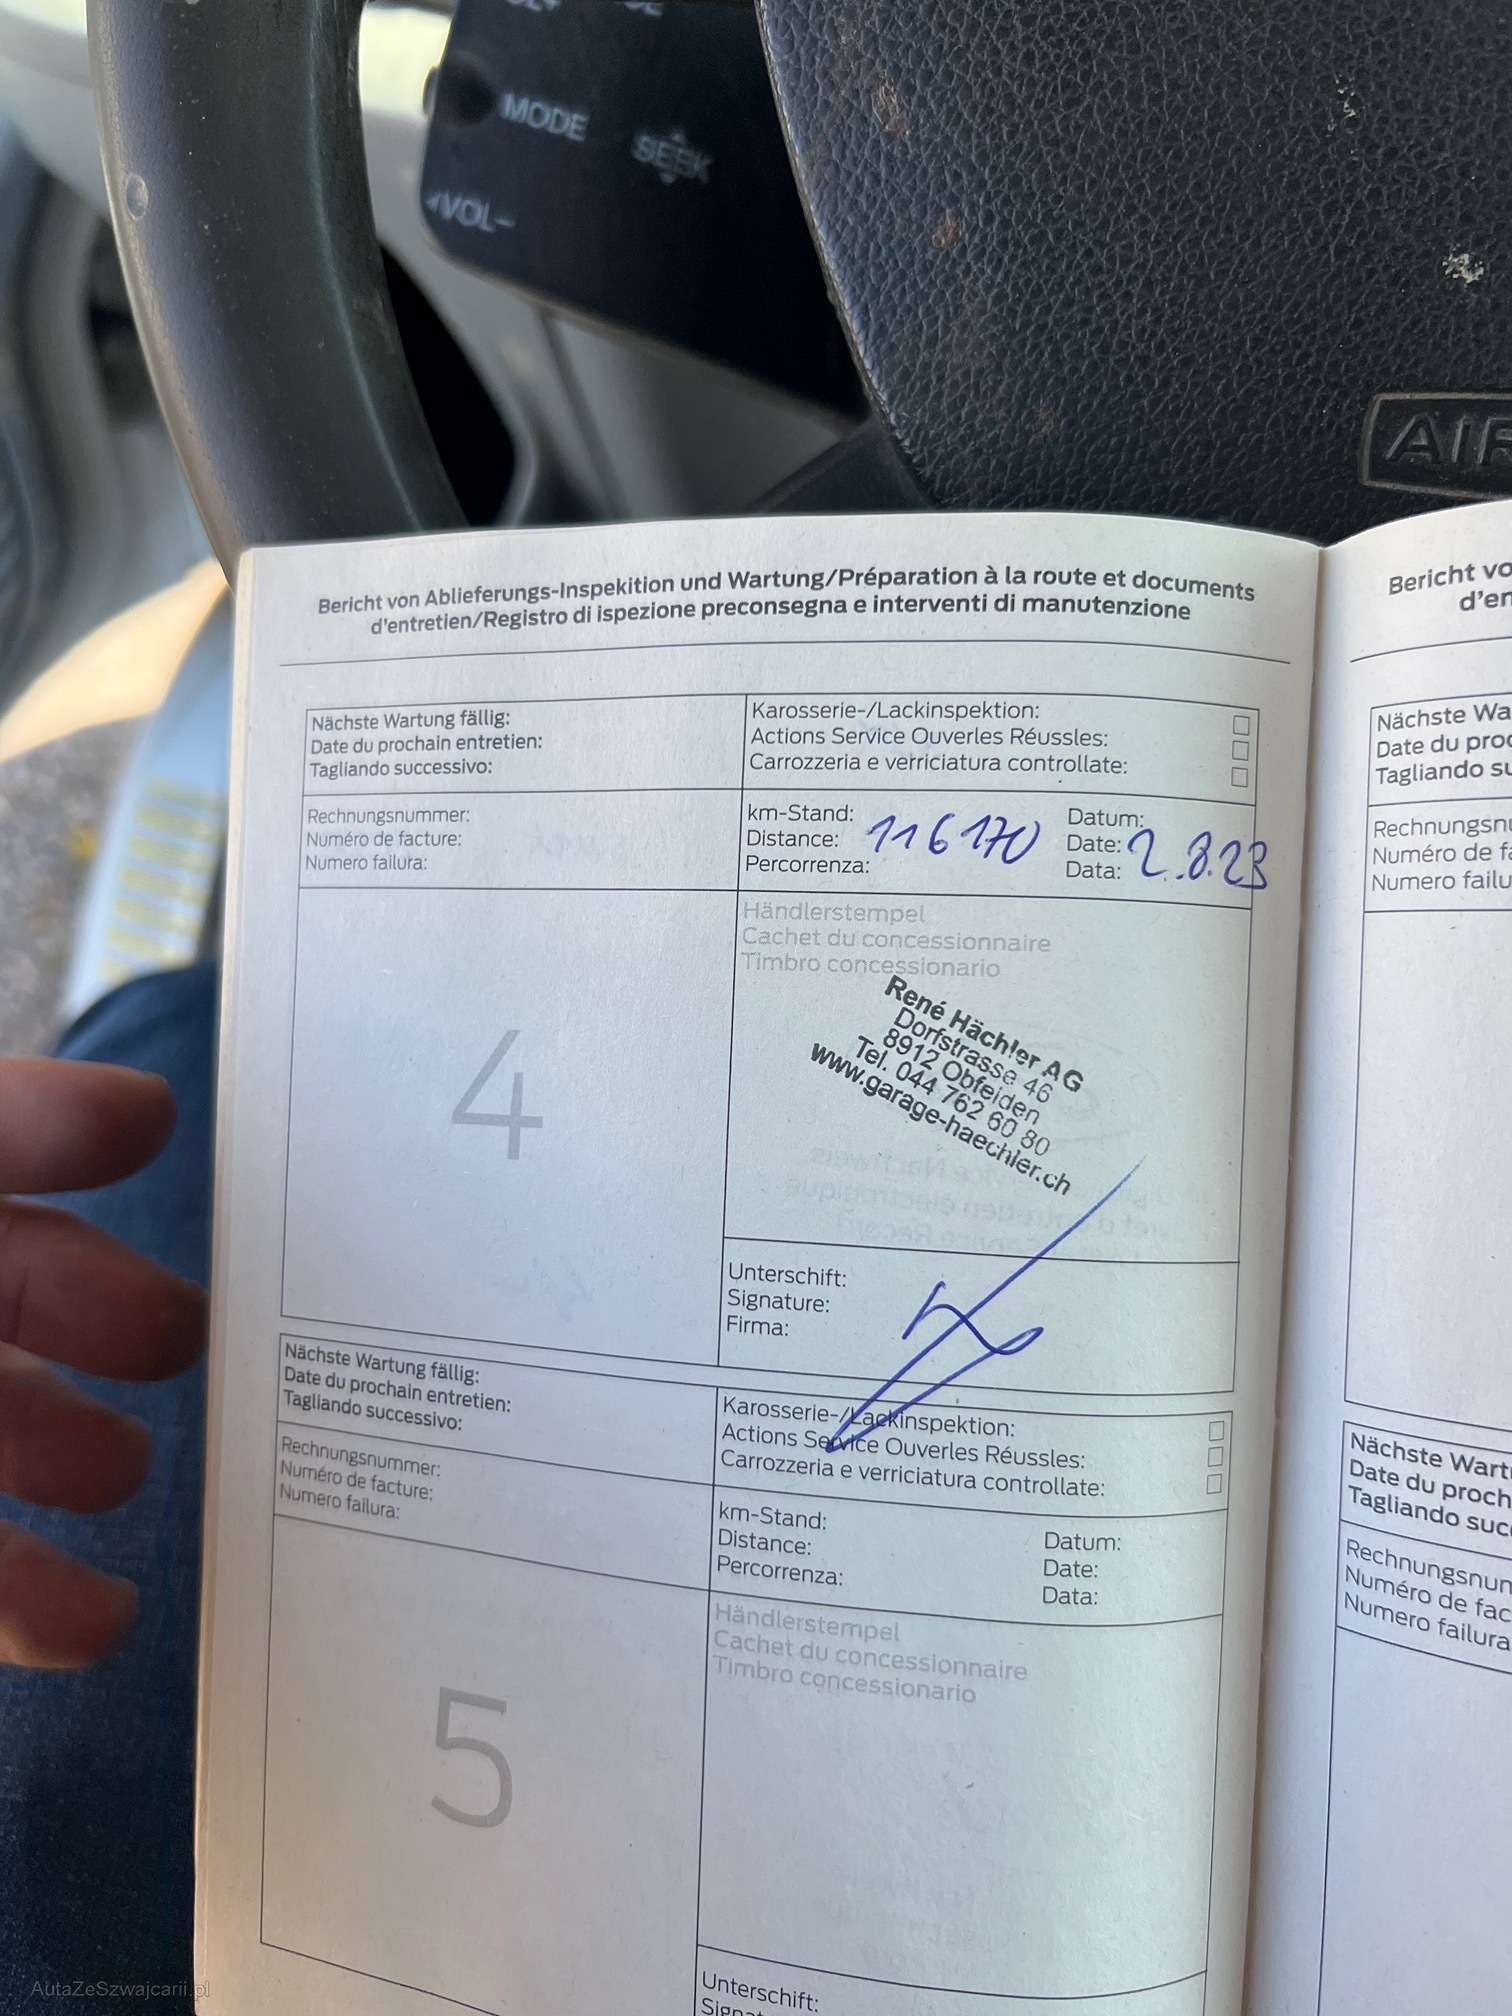 MODE
SEEK
VOL-
AIR
Bericht von Ablieferungs-Inspekition und Wartung/Préparation à la route et documents
d'entretien/Registro di ispezione preconsegna e interventi di manutenzione
Nächste Wartung fällig:
Date du prochain entretien:
Tagliando successivo:
Karosserie-/Lackinspektion:
Actions Service Ouverles Réussles:
Carrozzeria e verriciatura controllate:
Rechnungsnummer:
Numéro de facture:
Numero failura:
km-Stand:
Distance:
Percorrenza:
116170
Datum:
Date:
Data:
2.8.23
4
Händlerstempel
Cachet du concessionnaire
Timbro concessionario
René Hächler AG
Dorfstrasse 46
8912 Obfelden
Tel. 044 762 60 80
www.garage-haechler.ch
Unterschift:
Signature:
Firma:
Nächste Wartung fällig:
Date du prochain entretien:
Tagliando successivo:
Karosserie-/Lackinspektion:
Actions Service Ouverles Réussles:
Carrozzeria e verriciatura controllate:
Rechnungsnummer:
Numéro de facture:
Numero failura:
km-Stand:
Distance:
Percorrenza:
Datum:
Date:
Data:
5
Händlerstempel
Cachet du concessionnaire
Timbro concessionario
Unterschift:
Bericht vo
d'en
Nächste Wa
Date du proc
Tagliando su
Rechnungsnu
Numéro de fa
Numero failu
Nächste Wart
Date du proch
Tagliando suc
Rechnungsnum
Numéro de fac
Numero failura
AutaZeSzwajcarii.pl